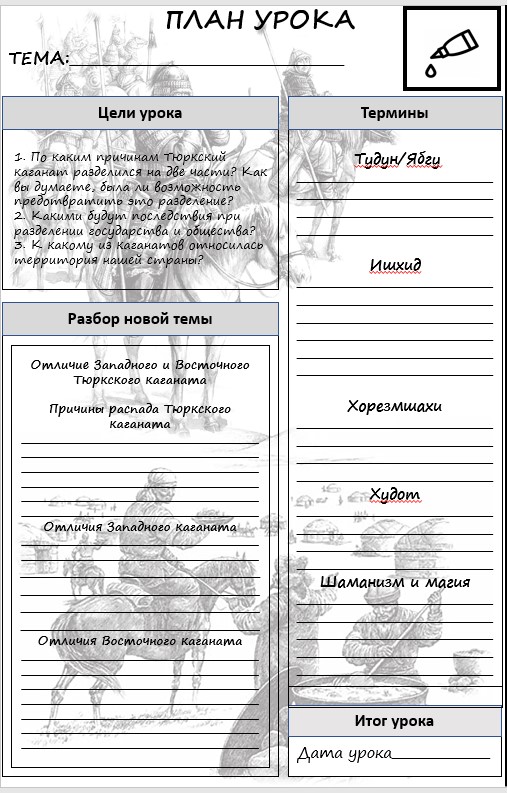 ПЛАН УРОКА
ТЕМА:
Цели урока
1. По каким причинам Тюркский
каганат разделился на две части? Как
вы думаете, была ли возможность
предотвратить это разделение?
2. Какими будут последствия при
разделении государства и общества?
3. К какому из каганатов относилась
территория нашей страны?
Разбор новой темы
Отличие Западного и Восточного
Тюркского каганата
Причины распада Тюркского
каганата
Отличия Западного каганата
Отличия Восточного Каганата
Термины
Тудун/Ябгу
Ишхид
Хорезмшахи
Худот
Шаманизм и магия
Итог урока
Дата урока